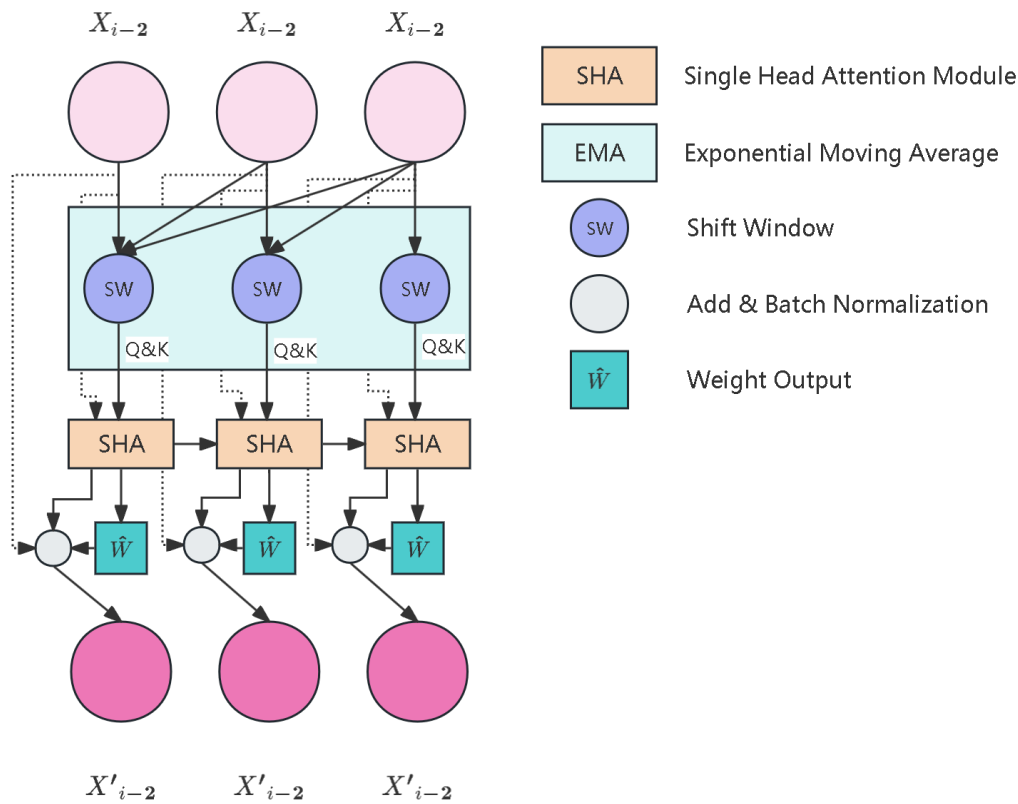 X_{i-2} X_{i-2} X_{i-2}
SHA Single Head Attention Module
EMA Exponential Moving Average
SW Shift Window
Add & Batch Normalization
Ŵ Weight Output
SW SW SW
Q&K Q&K Q&K
SHA SHA SHA
Ŵ Ŵ Ŵ
X'_{i-2} X'_{i-2} X'_{i-2}